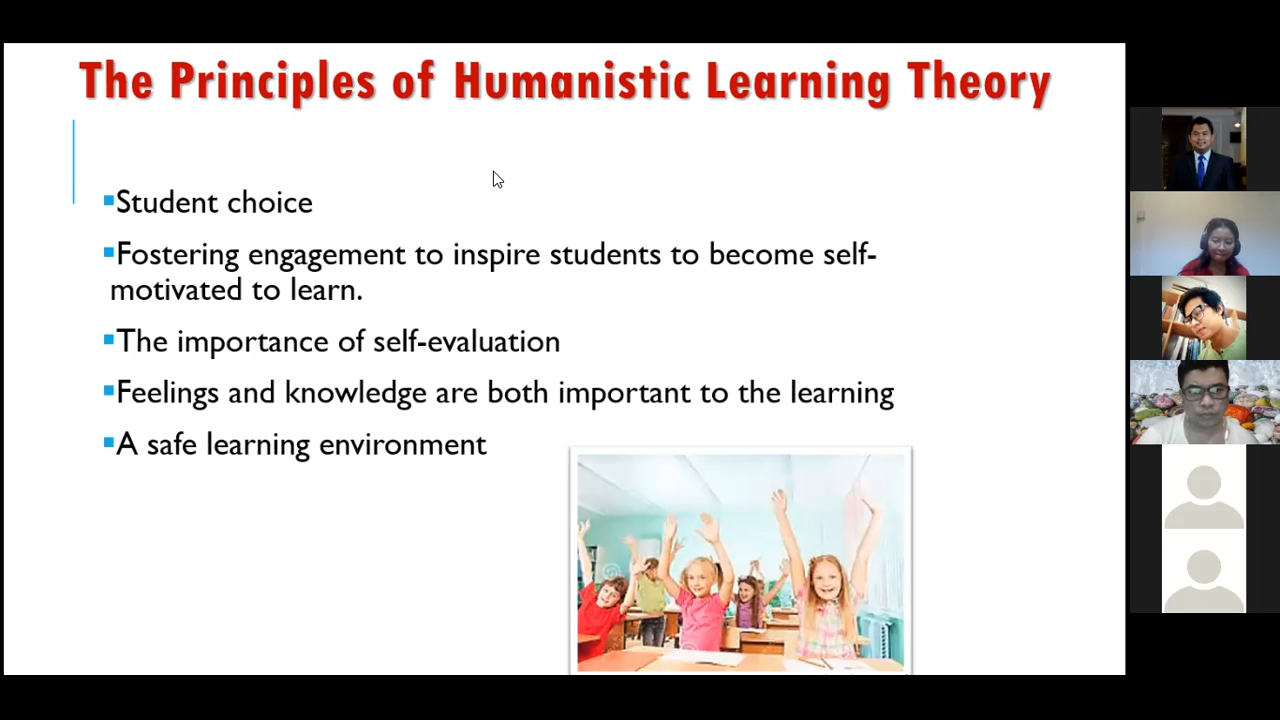 The Principles of Humanistic Learning Theory
▪Student choice
▪Fostering engagement to inspire students to become self-
motivated to learn.
▪The importance of self-evaluation
▪Feelings and knowledge are both important to the learning
▪A safe learning environment